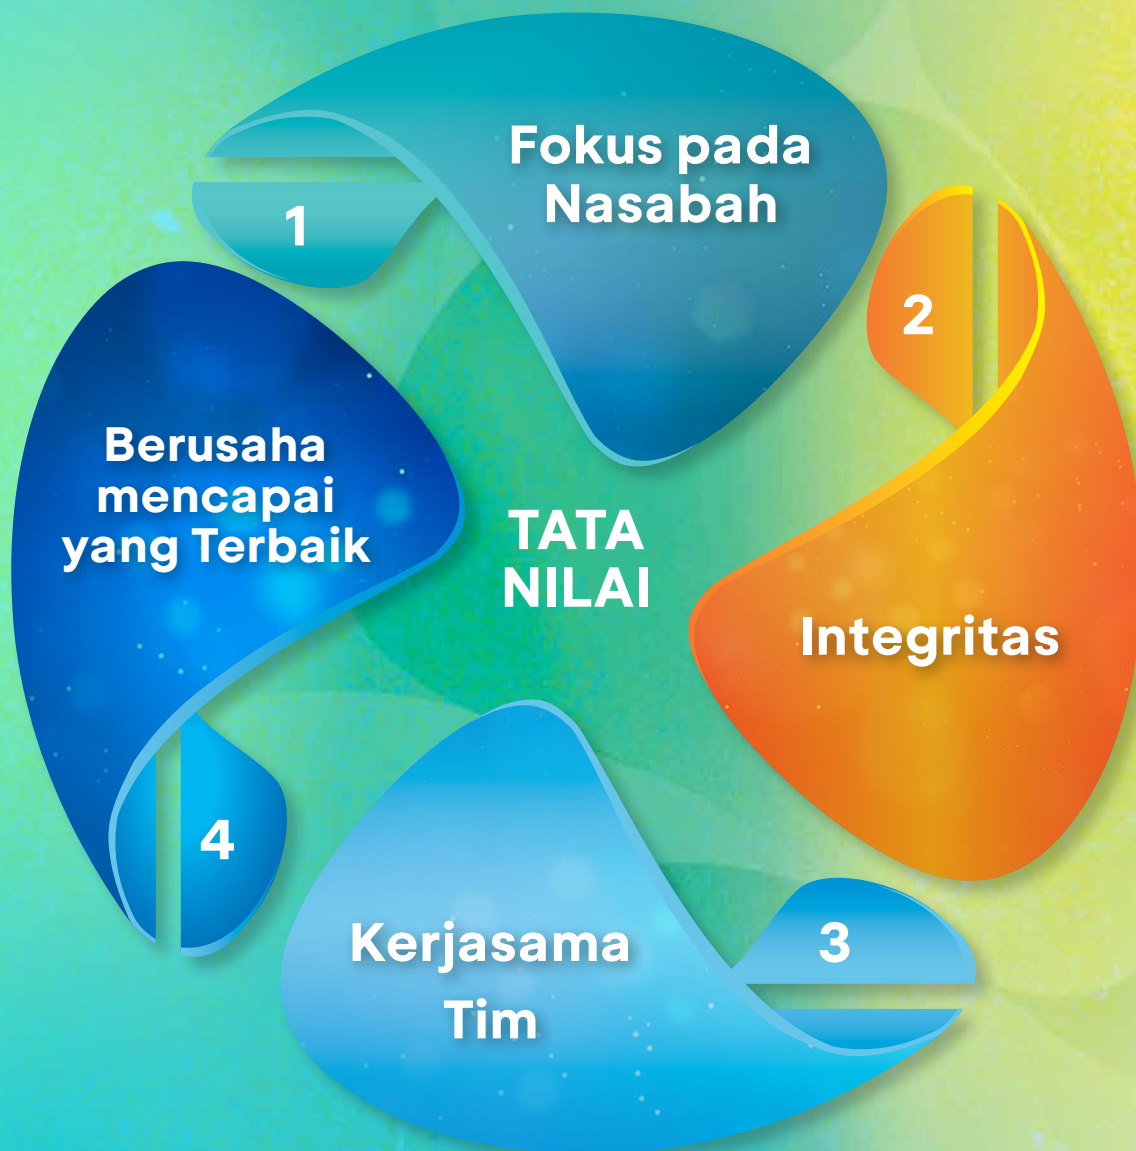 1
Fokus pada
Nasabah
2
Integritas
3
Kerjasama
Tim
4
Berusaha
mencapai
yang Terbaik
TATA
NILAI